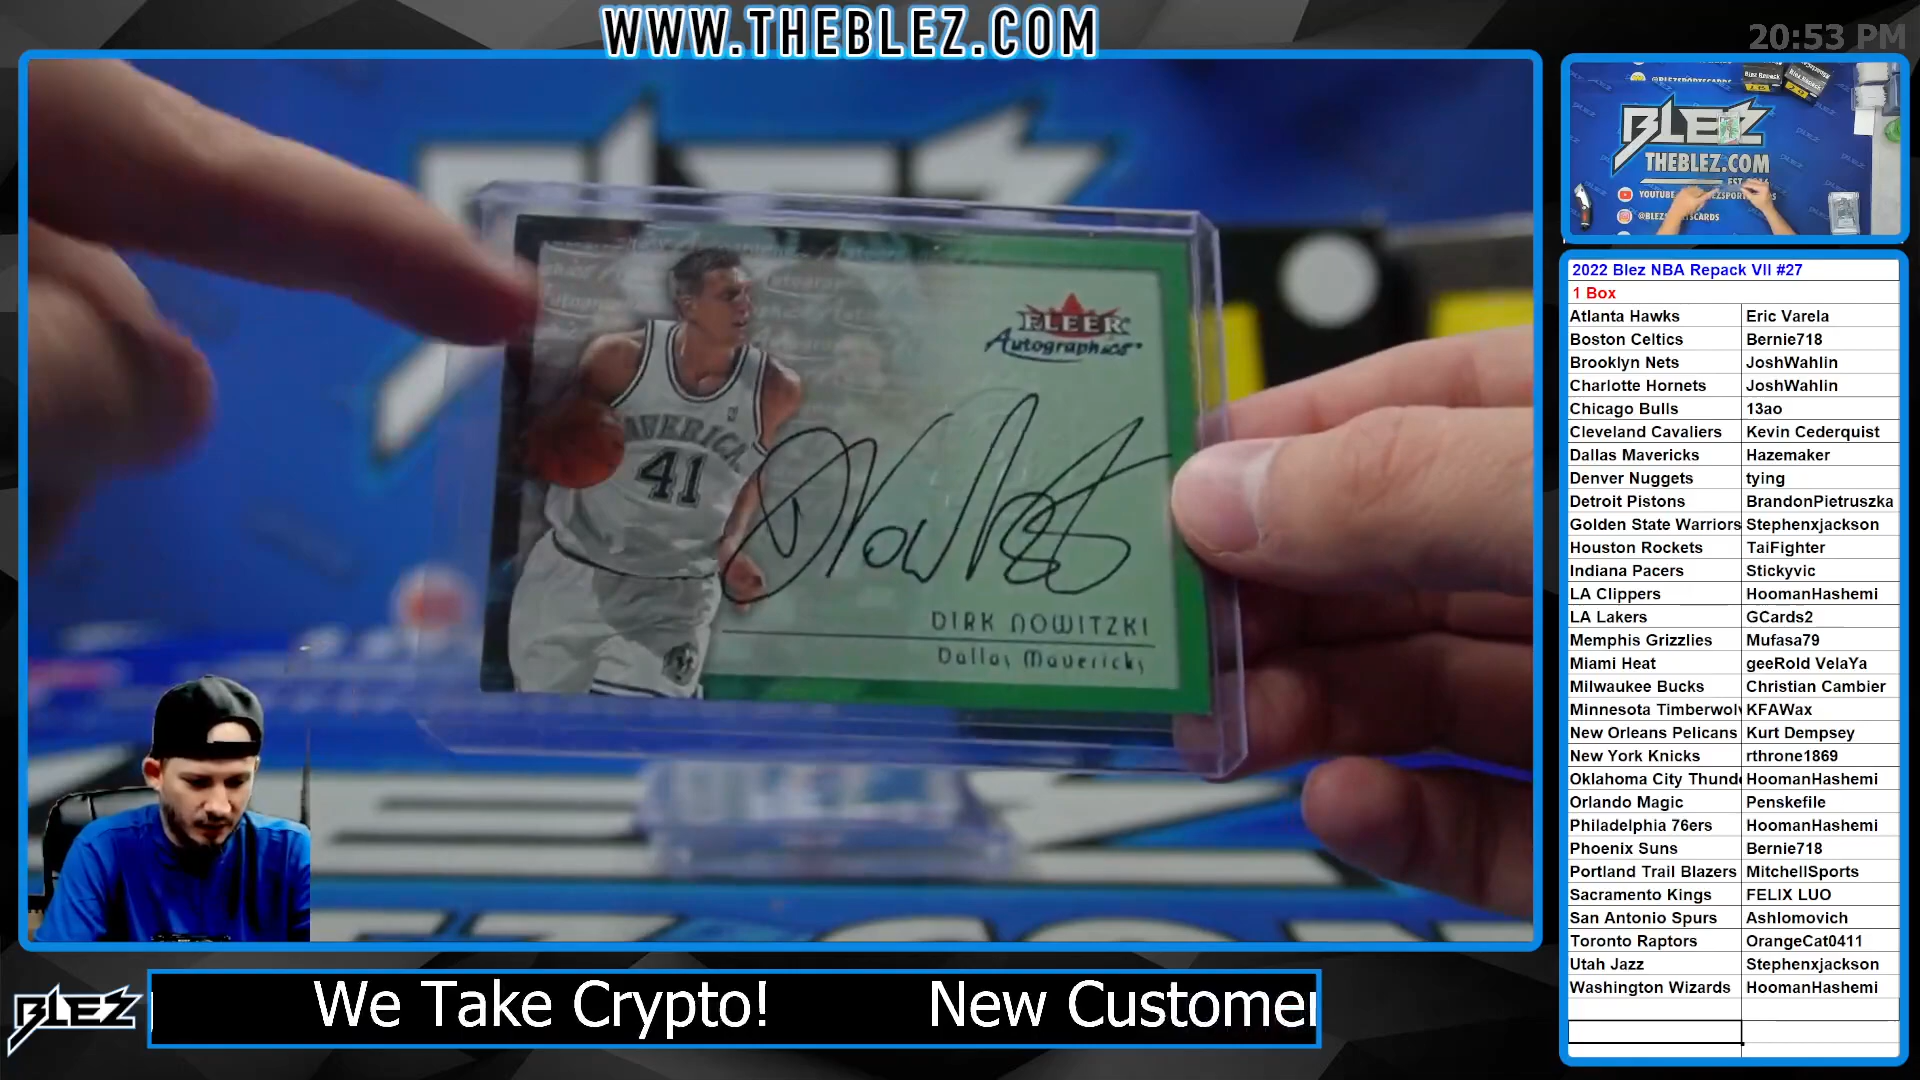 WWW.THEBLEZ.COM
20:53 PM
BLEZ
FLEER
Autographics
MAVERICKS
41
DIRK NOWITZKI
Dallas Mavericks
BLEZ
THEBLEZ.COM
YOUTUBE
2022 Blez NBA Repack VII #27
1 Box
Atlanta Hawks Eric Varela
Boston Celtics Bernie718
Brooklyn Nets JoshWahlin
Charlotte Hornets JoshWahlin
Chicago Bulls 13ao
Cleveland Cavaliers Kevin Cederquist
Dallas Mavericks Hazemaker
Denver Nuggets tying
Detroit Pistons BrandonPietruszka
Golden State Warriors Stephenxjackson
Houston Rockets TaiFighter
Indiana Pacers Stickyvic
LA Clippers HoomanHashemi
LA Lakers GCards2
Memphis Grizzlies Mufasa79
Miami Heat geeRold VelaYa
Milwaukee Bucks Christian Cambier
Minnesota Timberwolv KFAWax
New Orleans Pelicans Kurt Dempsey
New York Knicks rthrone1869
Oklahoma City Thunde HoomanHashemi
Orlando Magic Penskefile
Philadelphia 76ers HoomanHashemi
Phoenix Suns Bernie718
Portland Trail Blazers MitchellSports
Sacramento Kings FELIX LUO
San Antonio Spurs Ashlomovich
Toronto Raptors OrangeCat0411
Utah Jazz Stephenxjackson
Washington Wizards HoomanHashemi
BLEZ
We Take Crypto! New Customer